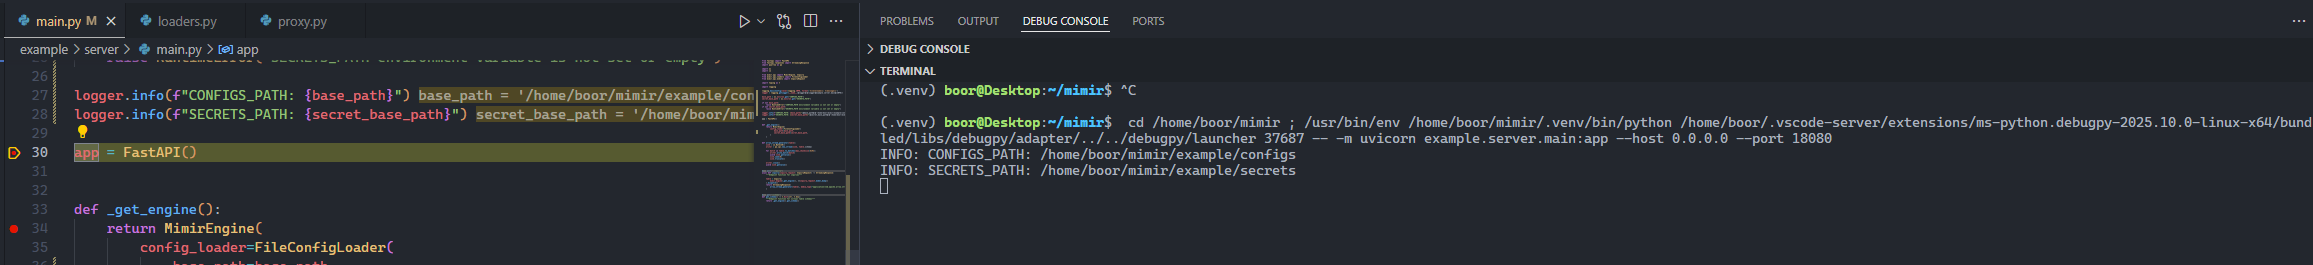 main.py M
loaders.py
proxy.py
example > server > main.py > app
26
27 logger.info(f"CONFIGS_PATH: {base_path}") base_path = '/home/boor/mimir/example/con
28 logger.info(f"SECRETS_PATH: {secret_base_path}") secret_base_path = '/home/boor/mim
29
30 app = FastAPI()
31
32
33 def _get_engine():
34 return MimirEngine(
35 config_loader=FileConfigLoader(
PROBLEMS OUTPUT DEBUG CONSOLE PORTS
DEBUG CONSOLE
TERMINAL
(.venv) boor@Desktop:~/mimir$ ^C
(.venv) boor@Desktop:~/mimir$ cd /home/boor/mimir ; /usr/bin/env /home/boor/mimir/.venv/bin/python /home/boor/.vscode-server/extensions/ms-python.debugpy-2025.10.0-linux-x64/bund
led/libs/debugpy/adapter/../../debugpy/launcher 37687 -- -m uvicorn example.server.main:app --host 0.0.0.0 --port 18080
INFO: CONFIGS_PATH: /home/boor/mimir/example/configs
INFO: SECRETS_PATH: /home/boor/mimir/example/secrets